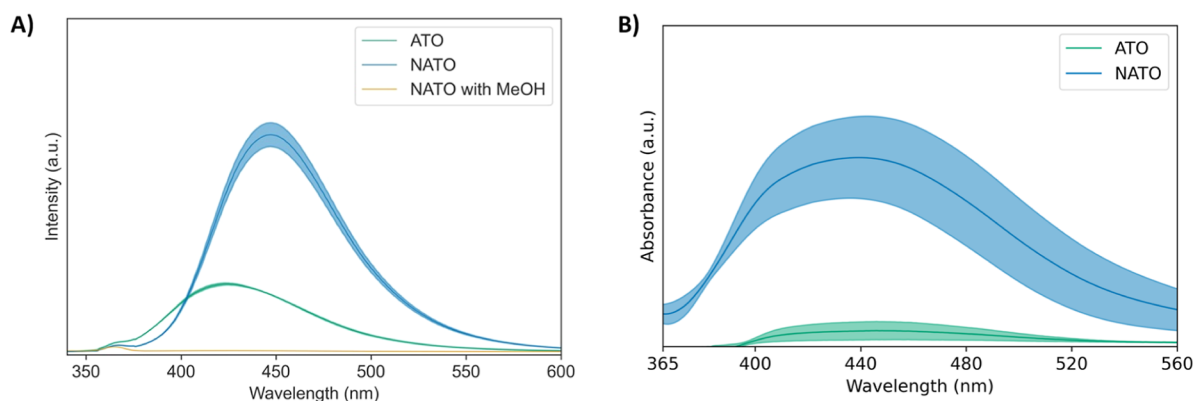 A)
ATO
NATO
NATO with MeOH
Intensity (a.u.)
350 400 450 500 550 600
Wavelength (nm)
B)
ATO
NATO
Absorbance (a.u.)
365 400 440 480 520 560
Wavelength (nm)